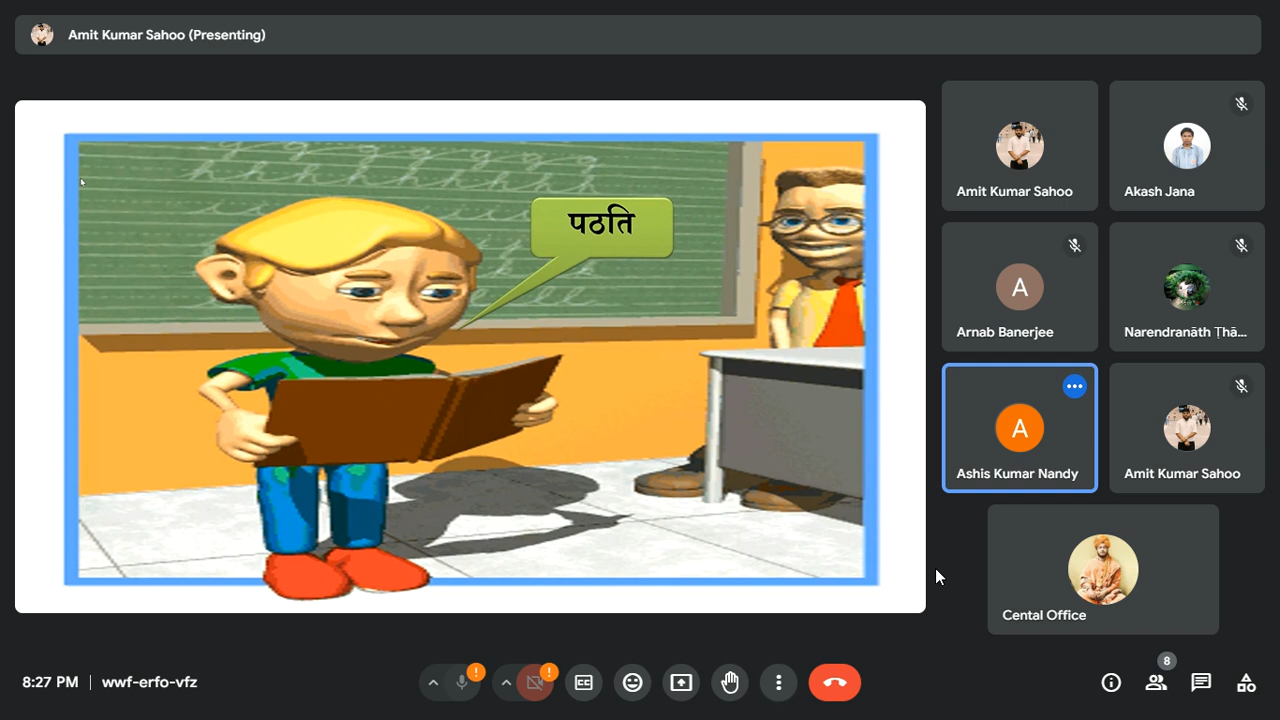 Amit Kumar Sahoo (Presenting)
पठति
Amit Kumar Sahoo
Akash Jana
A
Arnab Banerjee
Narendranāth Ṭhā...
A
Ashis Kumar Nandy
Amit Kumar Sahoo
Cental Office
8:27 PM | wwf-erfo-vfz
8